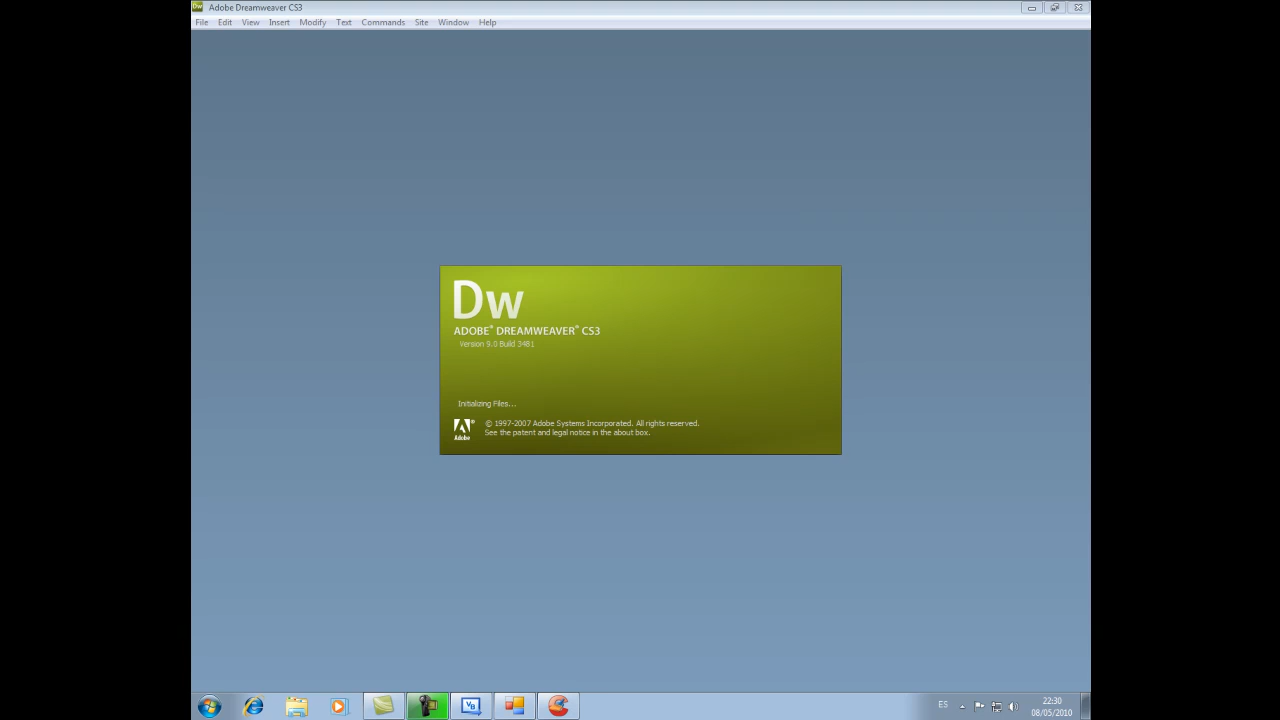 Dw Adobe Dreamweaver CS3
File Edit View Insert Modify Text Commands Site Window Help
Dw
ADOBE® DREAMWEAVER® CS3
Version 9.0 Build 3481
Initializing Files...
© 1997-2007 Adobe Systems Incorporated. All rights reserved.
See the patent and legal notice in the about box.
Adobe
VB
ES
22:30
08/05/2010